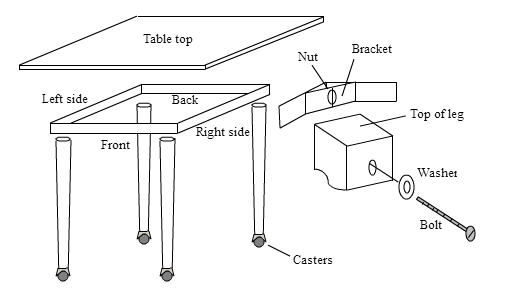 Table top
Nut
Bracket
Left side
Back
Top of leg
Right side
Front
Washer
Bolt
Casters